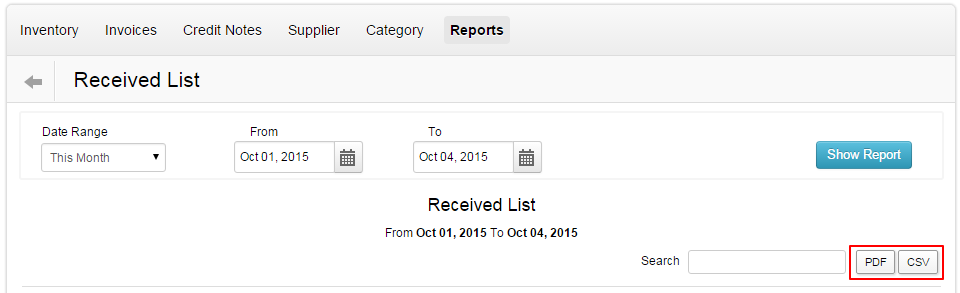 Inventory Invoices Credit Notes Supplier Category Reports
Received List
Date Range From To
This Month Oct 01, 2015 Oct 04, 2015 Show Report
Received List
From Oct 01, 2015 To Oct 04, 2015
Search PDF CSV